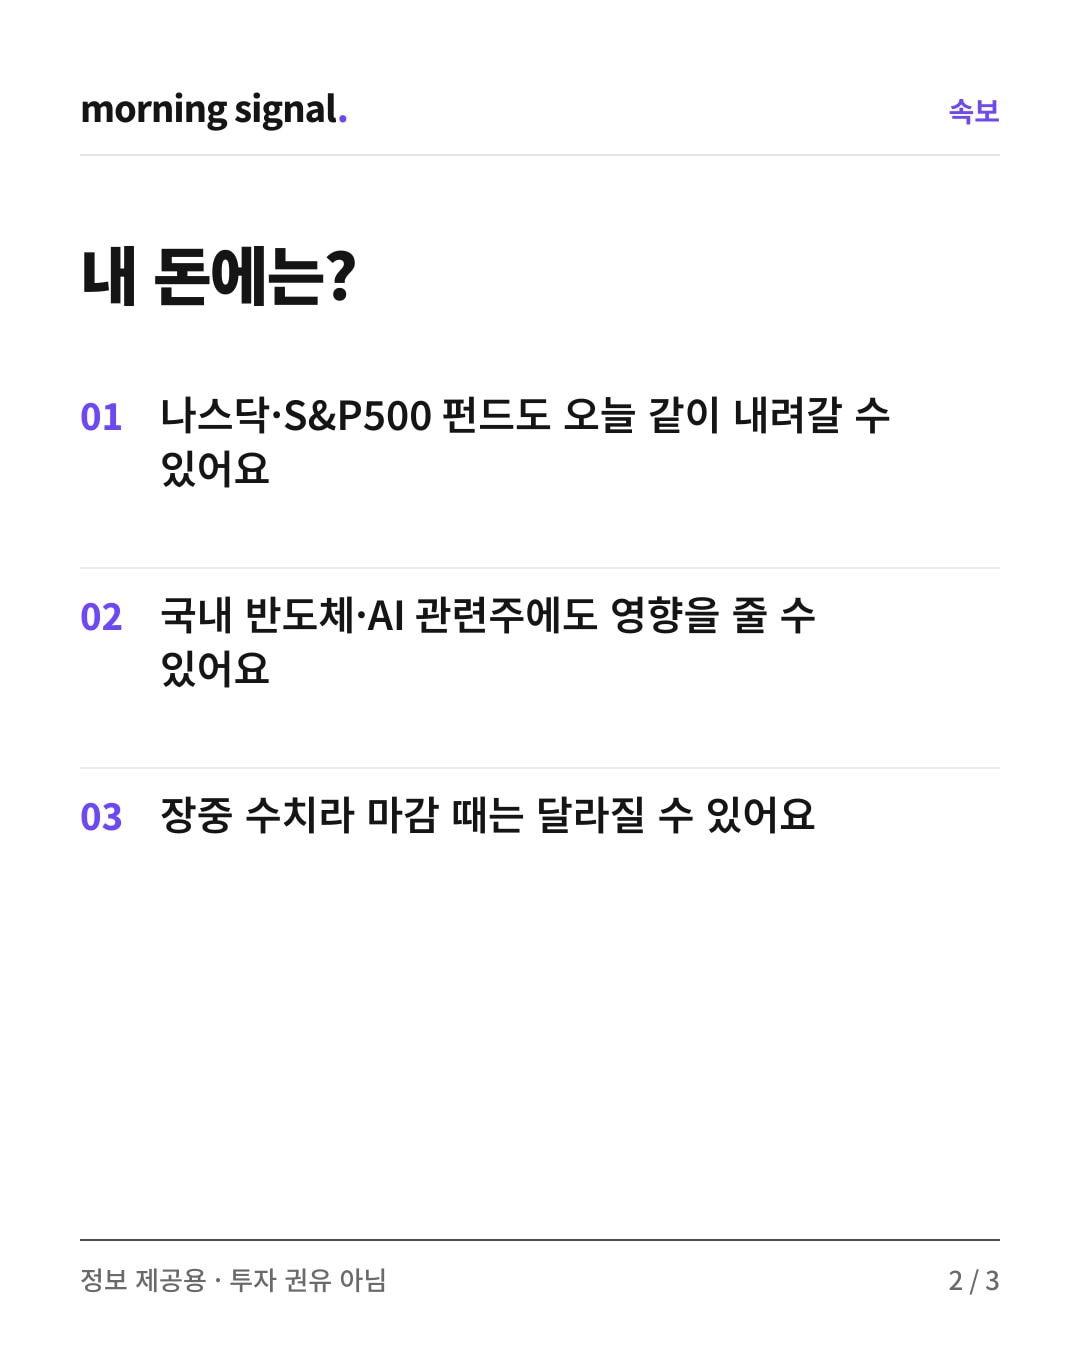 morning signal.
속보
내 돈에는?
01 나스닥·S&P500 펀드도 오늘 같이 내려갈 수
있어요
02 국내 반도체·AI 관련주에도 영향을 줄 수
있어요
03 장중 수치라 마감 때는 달라질 수 있어요
정보 제공용 · 투자 권유 아님
2 / 3